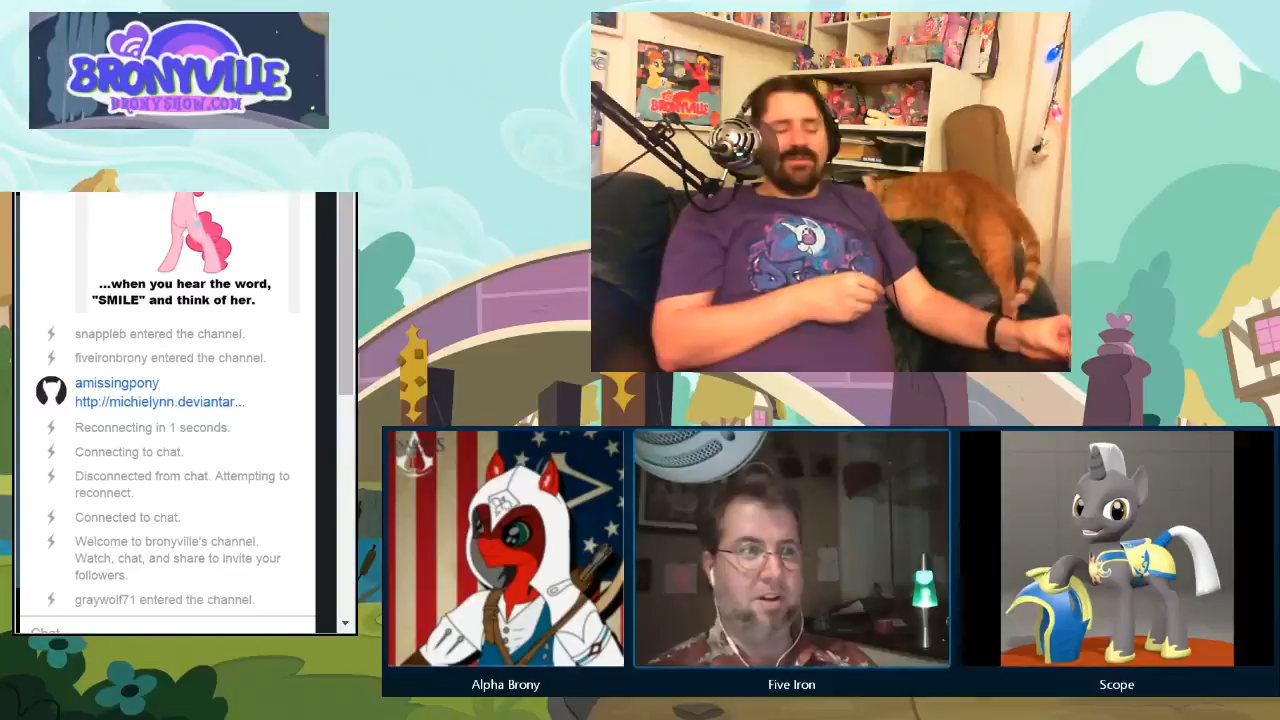 BRONYVILLE
BRONYSHOW.COM
BRONYVILLE
...when you hear the word,
"SMILE" and think of her.
snappleb entered the channel.
fiveironbrony entered the channel.
amissingpony
http://michielynn.deviantar...
Reconnecting in 1 seconds.
Connecting to chat.
Disconnected from chat. Attempting to
reconnect.
Connected to chat.
Welcome to bronyville's channel.
Watch, chat, and share to invite your
followers.
graywolf71 entered the channel.
Chat
Alpha Brony
Five Iron
Scope